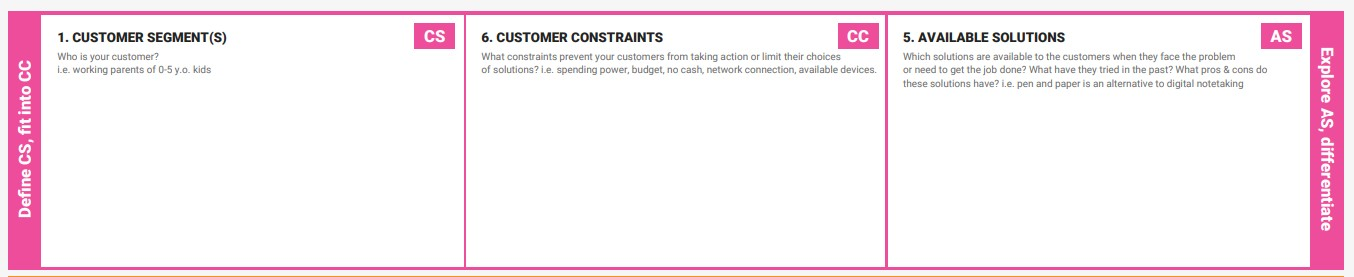 Define CS, fit into CC
1. CUSTOMER SEGMENT(S)
CS
Who is your customer?
i.e. working parents of 0-5 y.o. kids
6. CUSTOMER CONSTRAINTS
CC
What constraints prevent your customers from taking action or limit their choices
of solutions? i.e. spending power, budget, no cash, network connection, available devices.
5. AVAILABLE SOLUTIONS
AS
Which solutions are available to the customers when they face the problem
or need to get the job done? What have they tried in the past? What pros & cons do
these solutions have? i.e. pen and paper is an alternative to digital notetaking
Explore AS, differentiate